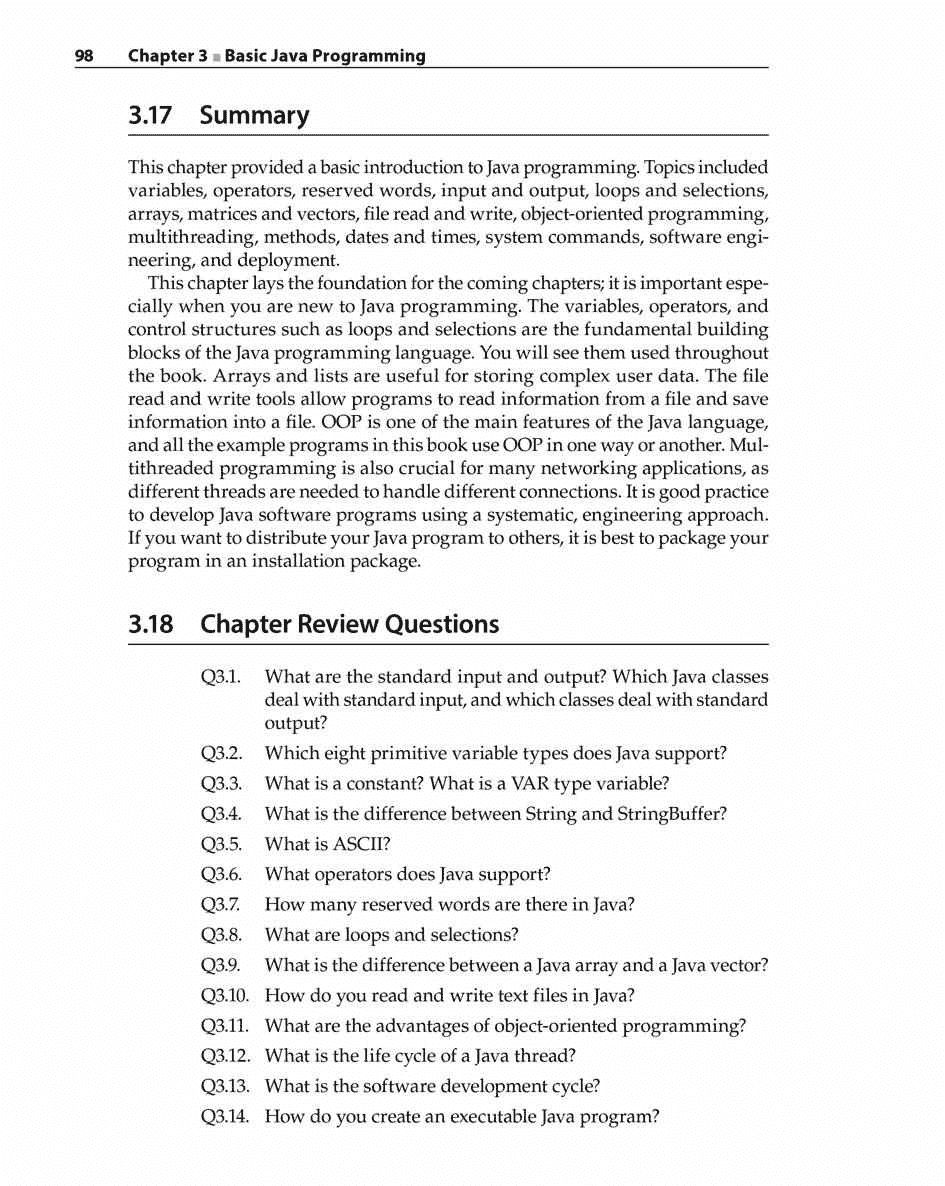 98 Chapter 3 ■ Basic Java Programming
3.17 Summary
This chapter provided a basic introduction to Java programming. Topics included
variables, operators, reserved words, input and output, loops and selections,
arrays, matrices and vectors, file read and write, object-oriented programming,
multithreading, methods, dates and times, system commands, software engi-
neering, and deployment.
This chapter lays the foundation for the coming chapters; it is important espe-
cially when you are new to Java programming. The variables, operators, and
control structures such as loops and selections are the fundamental building
blocks of the Java programming language. You will see them used throughout
the book. Arrays and lists are useful for storing complex user data. The file
read and write tools allow programs to read information from a file and save
information into a file. OOP is one of the main features of the Java language,
and all the example programs in this book use OOP in one way or another. Mul-
tithreaded programming is also crucial for many networking applications, as
different threads are needed to handle different connections. It is good practice
to develop Java software programs using a systematic, engineering approach.
If you want to distribute your Java program to others, it is best to package your
program in an installation package.
3.18 Chapter Review Questions
Q3.1. What are the standard input and output? Which Java classes
deal with standard input, and which classes deal with standard
output?
Q3.2. Which eight primitive variable types does Java support?
Q3.3. What is a constant? What is a VAR type variable?
Q3.4. What is the difference between String and StringBuffer?
Q3.5. What is ASCII?
Q3.6. What operators does Java support?
Q3.7. How many reserved words are there in Java?
Q3.8. What are loops and selections?
Q3.9. What is the difference between a Java array and a Java vector?
Q3.10. How do you read and write text files in Java?
Q3.11. What are the advantages of object-oriented programming?
Q3.12. What is the life cycle of a Java thread?
Q3.13. What is the software development cycle?
Q3.14. How do you create an executable Java program?